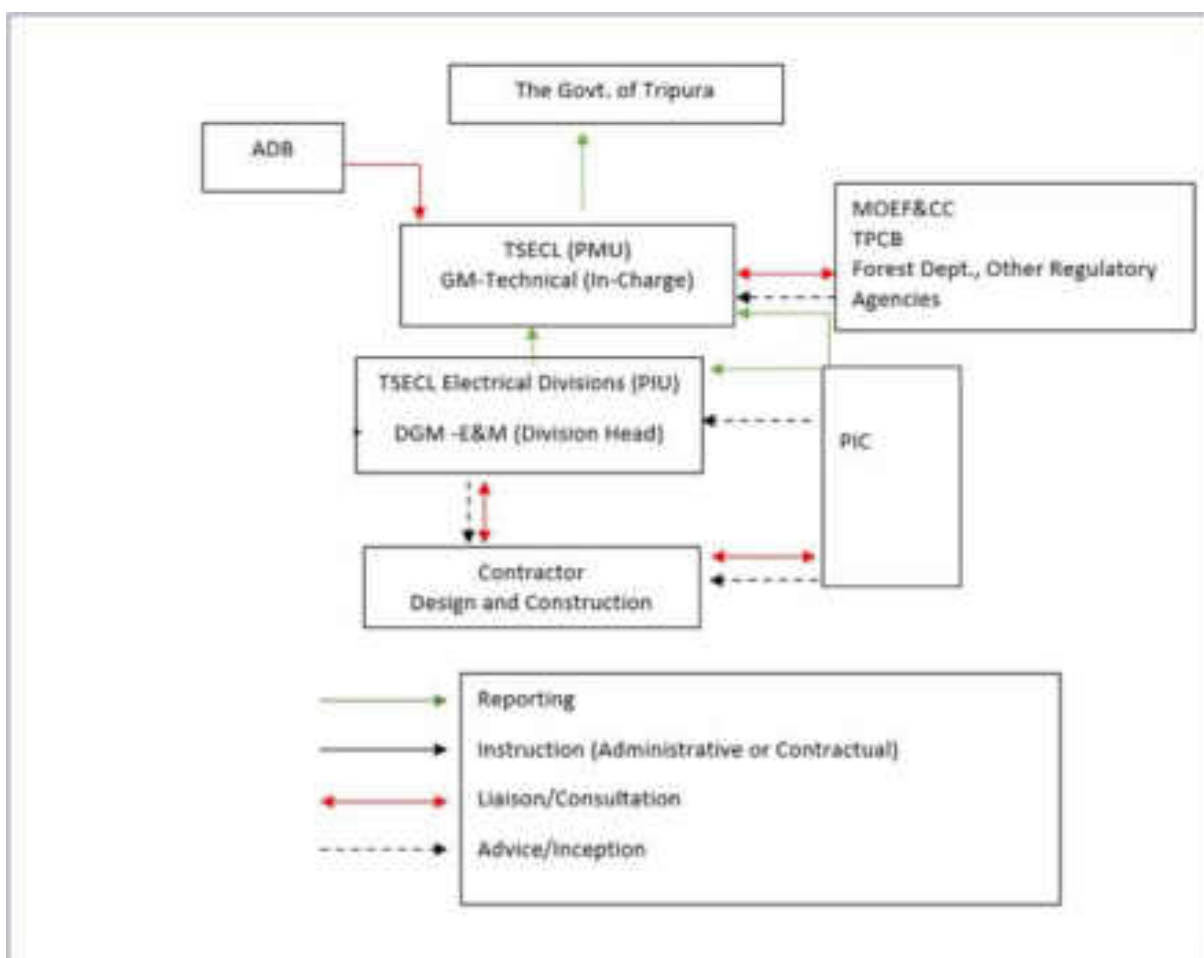 The Govt. of Tripura
ADB
MOEF&CC
TPCB
Forest Dept., Other Regulatory
Agencies
TSECL (PMU)
GM-Technical (In-Charge)
TSECL Electrical Divisions (PIU)
DGM -E&M (Division Head)
PIC
Contractor
Design and Construction
Reporting
Instruction (Administrative or Contractual)
Liaison/Consultation
Advice/Inception